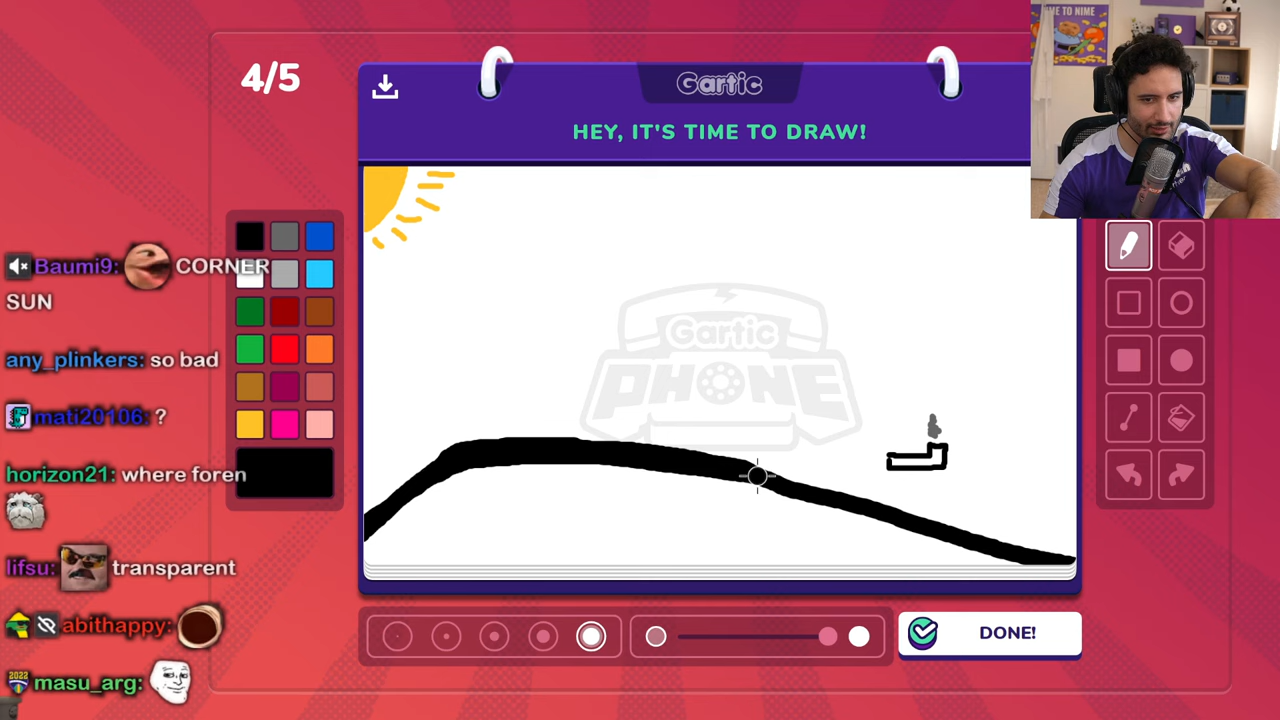 4/5
Gartic
HEY, IT'S TIME TO DRAW!
Gartic
PHONE
Baumi9: CORNER
SUN
any_plinkers: so bad
mati20106: ?
horizon21: where foren
lifsu: transparent
abithappy:
2022
masu_arg:
DONE!